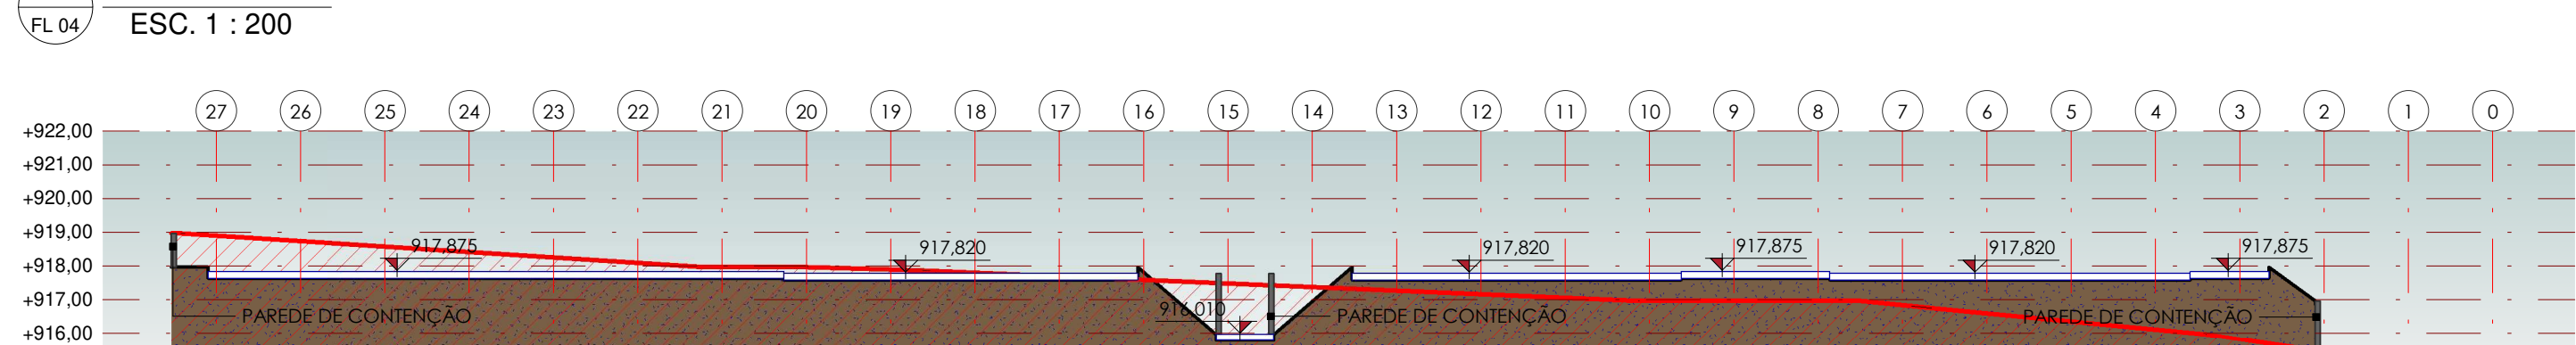 FL 04
ESC. 1 : 200
27 26 25 24 23 22 21 20 19 18 17 16 15 14 13 12 11 10 9 8 7 6 5 4 3 2 1 0
+922,00
+921,00
+920,00
+919,00
917,875 917,820 917,820 917,875 917,820 917,875
+918,00
+917,00
916,010
PAREDE DE CONTENÇÃO PAREDE DE CONTENÇÃO PAREDE DE CONTENÇÃO
+916,00